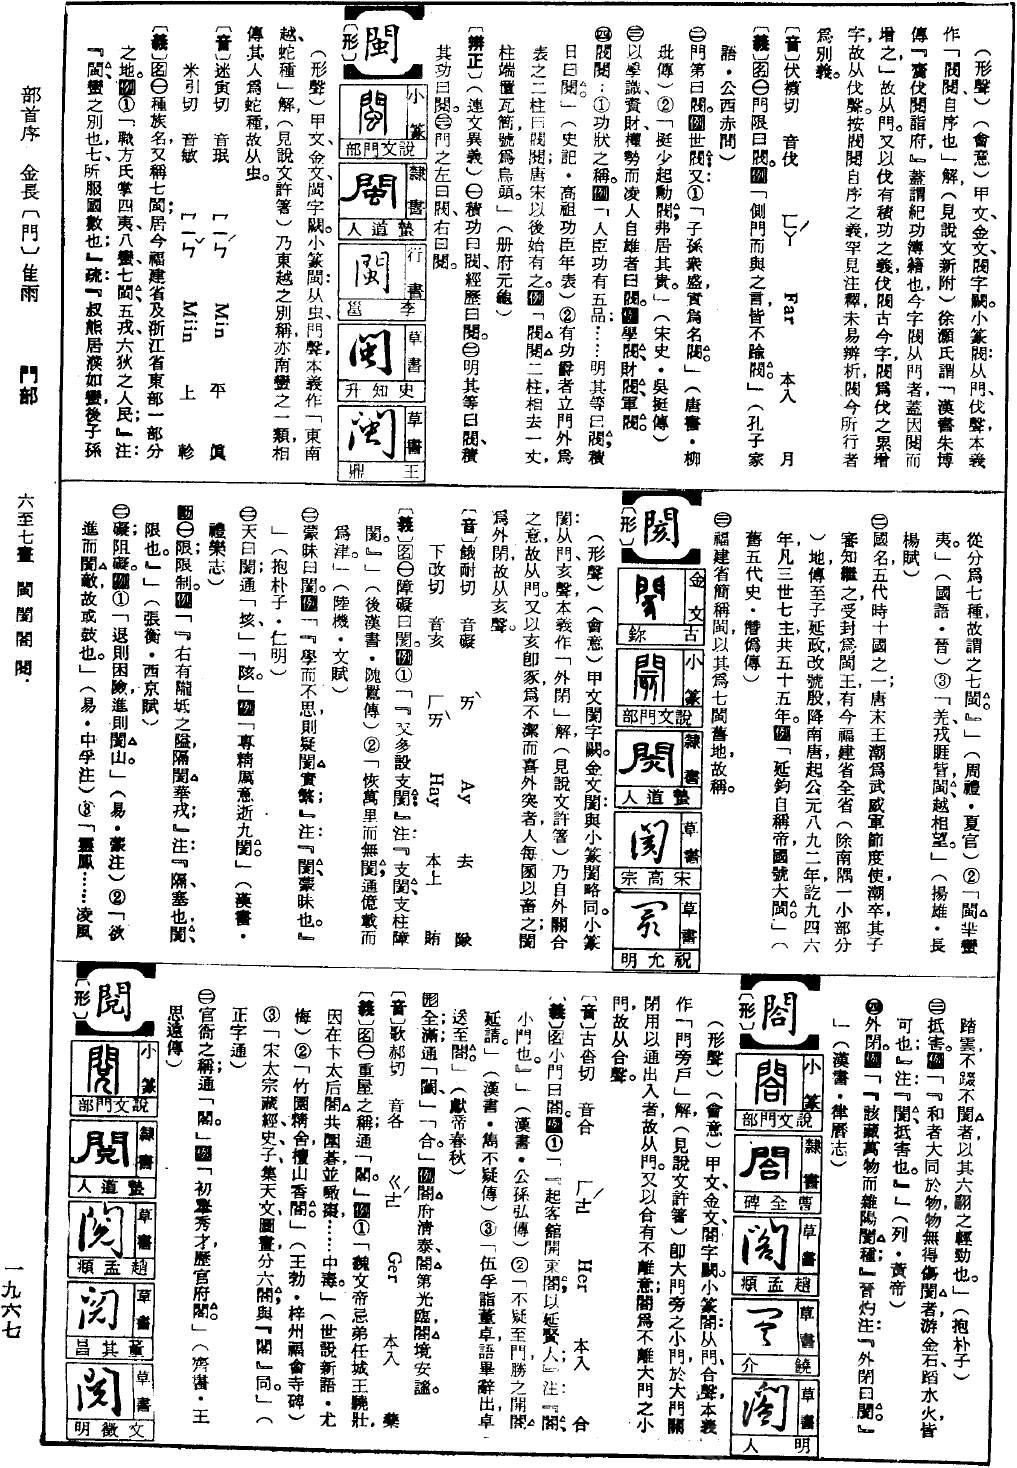 （形聲）（會意）甲文、金文閥字闕。小篆閥：从門、伐聲，本義
作「閥閱自序也」解（見說文新附）徐灝氏謂「漢書朱博
傳『齎伐閱詣府』蓋謂紀功簿籍也，今字閥从門者，蓋因閱而
增之」故从門。又以伐有積功之義，伐閥古今字，閥爲伐之累增
字，故从伐聲。按閥閱自序之義罕見注釋，未易辨析，閥今所行者
爲別義。
〔音〕伏襪切　音伐　ㄈㄚˊ　Far　本入　月
〔義〕名㊀門限曰閥。例「側門而與之言，皆不踰閥。」（孔子家
語・公西赤問）
㊁門第曰閥。例世閥又①「子孫衆盛，實爲名閥。」（唐書・柳
玭傳）②「挺少起勳閥，弗居其貴。」（宋史・吳挺傳）
㊂以學識資財權勢而凌人自雄者曰閥。例學閥、財閥、軍閥。
㊃閥閱：①功狀之稱。例「人臣功有五品……明其等曰閥，積
日曰閱。」（史記・高祖功臣年表）②有功爵者立門外爲
表之二柱曰閥閱；唐宋以後始有之。例「閥閱二柱相去一丈，
柱端置瓦筒，號爲烏頭。」（册府元龜）
〔辨正〕（連文異義）㊀積功曰閥，經歷曰閱。㊁明其等曰閥，積
其功曰閱。㊂門之左曰閥，右曰閱。
閩
〔形〕
小篆　說文門部
隸書　蟄道人
行書　李邕
草書　史知升
草書　王鼎
（形聲）甲文、金文閩字闕。小篆閩：从虫、門聲，本義作「東南
越，蛇種」解（見說文許箸）乃東越之別稱，亦南蠻之一類，相
傳其人爲蛇種，故从虫。
〔音〕迷寅切　音珉　ㄇㄧㄣˊ　Min　平　眞
米引切　音敏　ㄇㄧㄣˇ　Miin　上　軫
〔義〕名㊀種族名，又稱七閩；居今福建省及浙江省東部一部分
之地。例①「職方氏掌四夷、八蠻、七閩、五戎、六狄之人民。」注：
『閩，蠻之別也，七所服國數也。』疏：『叔熊居濮如蠻，後子孫
從分爲七種，故謂之七閩。』」（周禮・夏官）②「閩芈蠻
夷。」（國語・晉）③「羌戎睚眥，閩越相望。」（揚雄・長
楊賦）
㊁國名，五代時十國之一；唐末王潮爲武威軍節度使，潮卒，其子
審知繼之，受封爲閩王，有今福建省全省（除南隅一小部分
）地，傳至子延政改號殷，降南唐。起公元八九二年，訖九四六
年，凡三世七主，共五十五年。例「延鈞自稱帝，國號大閩。」（
舊五代史・僭僞傳）
㊂福建省簡稱閩，以其爲七閩舊地，故稱。
閡
〔形〕
金文　古鉨
小篆　說文門部
隸書　蟄道人
草書　宋高宗
草書　祝允明
（形聲）（會意）甲文閡字闕。金文閡：與小篆閡略同。小篆
閡：从門、亥聲，本義作「外閉」解（見說文許箸）乃自外關合
之意，故从門。又以亥卽豕，爲不潔而喜外突者，人每圂以畜之，閡
爲外閉，故从亥聲。
〔音〕餓耐切　音礙　ㄞˋ　Ay　去　隊
下改切　音亥　ㄏㄞˋ　Hay　本上　賄
〔義〕名㊀障礙曰閡。例①「『又多設支閡。』注：『支閡，支柱障
閡。』」（後漢書・隗囂傳）②「恢萬里而無閡，通億載而
爲津。」（陸機・文賦）
㊁蒙昧曰閡。例「『學而不思則疑閡實繁。』注：『閡，蒙昧也。』
」（抱朴子・仁明）
㊂天曰閡；通「垓」「陔」。例「專精厲意逝九閡。」（漢書・
禮樂志）
動㊀限；限制。例「『右有隴坻之隘，隔閡華戎。』注：『隔，塞也；閡，
限也。』」（張衡・西京賦）
㊁礙；阻礙。例①「退則困險，進則閡山。」（易・蒙注）②「欲
進而閡敵，故或鼓也。」（易・中孚注）③「靈鳳……凌風
踏雲，不踬不閡者，以其六翮之輕勁也。」（抱朴子）
㊂抵害。例「『和者大同於物，物無得傷閡者，游金石，蹈水火，皆
可也。』注：『閡，抵害也。』」（列・黃帝）
㊃外閉。例「『該藏萬物而雜陽閡種。』晉灼注：『外閉曰閡。』
」（漢書・律曆志）
閤
〔形〕
小篆　說文門部
隸書　曹全碑
草書　趙孟頫
草書　饒介
草書　明人
（形聲）（會意）甲文、金文閤字闕。小篆閤：从門、合聲，本義
作「門旁戶」解（見說文許箸）卽大門旁之小門，於大門關
閉用以通出入者，故从門。又以合有不離意，閤爲不離大門之小
門，故从合聲。
〔音〕古沓切　音合　ㄏㄜˊ　Her　本入　合
〔義〕名小門曰閤。例①「『起客館，開東閤，以延賢人。』注：『閤，
小門也。』」（漢書・公孫弘傳）②「不疑至門，勝之開閤
延請。」（漢書・雋不疑傳）③「伍孚詣董卓，語畢辭出，卓
送至閤。」（獻帝春秋）
形全；滿；通「闔」「合」。例閤府清泰、閤第光臨、閤境安謐。
〔音〕歌郝切　音各　ㄍㄜˊ　Ger　本入　藥
〔義〕名㊀重屋之稱；通「閣」。例①「魏文帝忌弟任城王驍壯，
因在卞太后閤共圍碁，並噉棗……中毒。」（世說新語・尤
悔）②「竹園精舍，檀山香閤。」（王勃・梓州福會寺碑）
③「宋太宗藏經史子集天文圖畫，分六閤，與『閣』同。」（
正字通）
㊁官衙之稱；通「閣」。例「初舉秀才，歷官府閤。」（齊書・王
思遠傳）
閱
〔形〕
小篆　說文門部
隸書　蟄道人
草書　趙孟頫
草書　董其昌
草書　文徵明
部首序　金長〔門〕隹雨　門部　六至七畫　閩閡閤閱．　一九六七